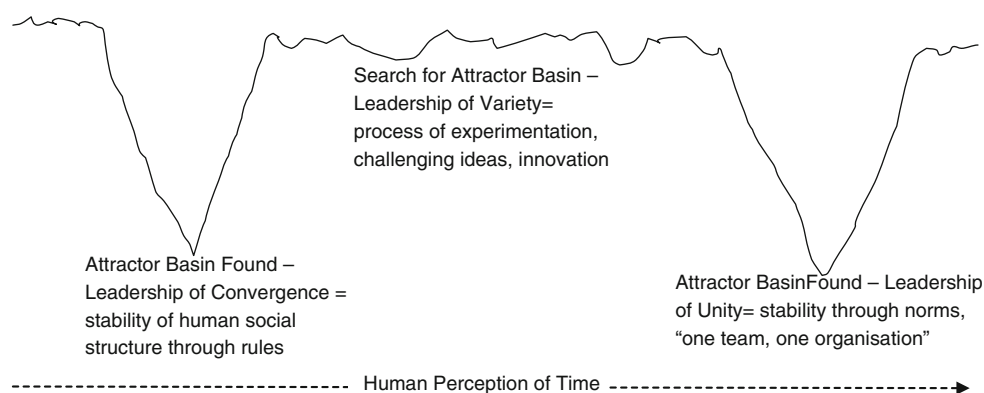 Search for Attractor Basin –
Leadership of Variety=
process of experimentation,
challenging ideas, innovation
Attractor Basin Found –
Leadership of Convergence =
stability of human social
structure through rules
Attractor BasinFound – Leadership
of Unity= stability through norms,
“one team, one organisation”
Human Perception of Time